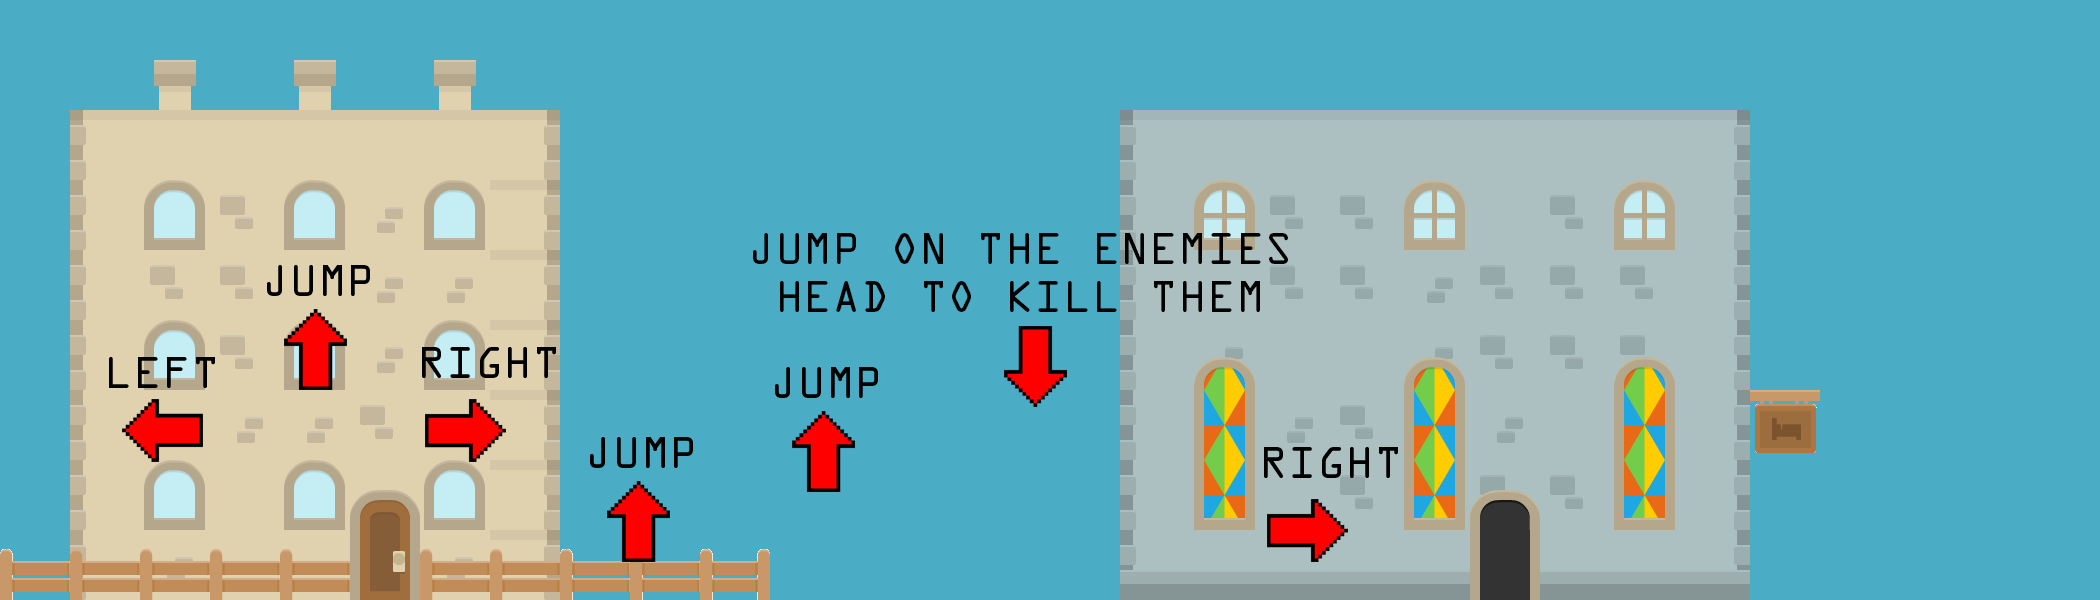 JUMP
LEFT
RIGHT
JUMP
JUMP ON THE ENEMIES
HEAD TO KILL THEM
JUMP
RIGHT